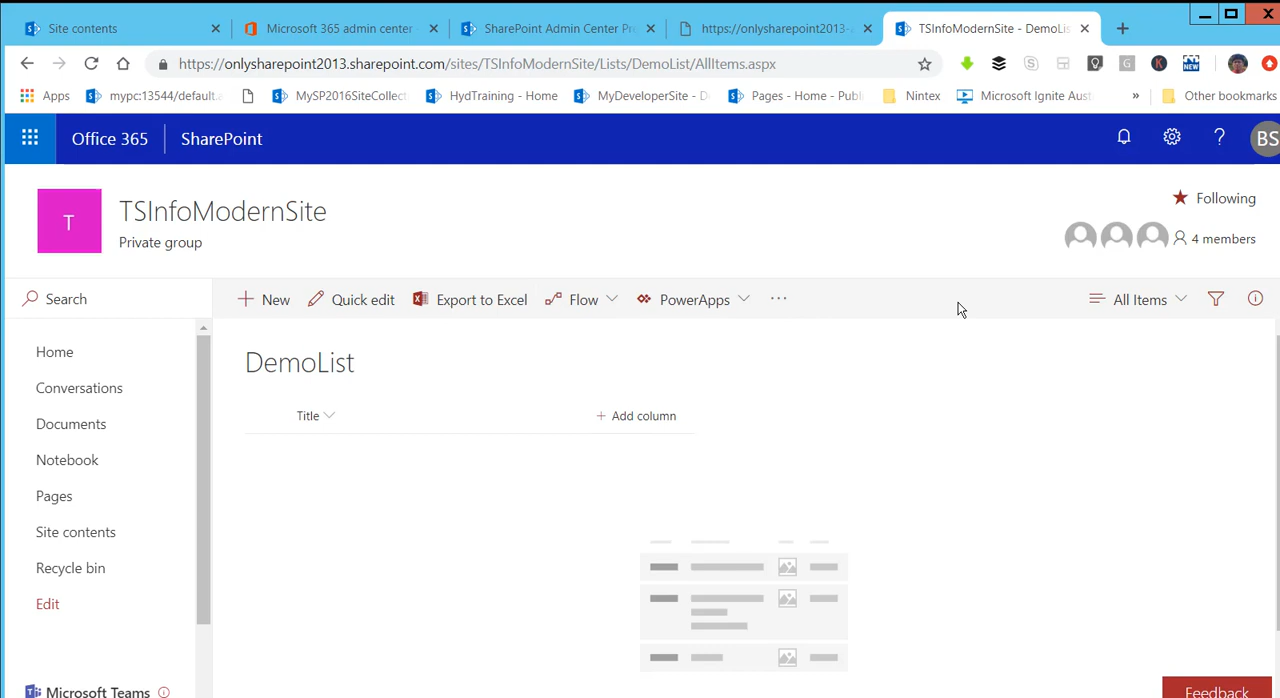 Site contents
Microsoft 365 admin center -
SharePoint Admin Center Pr
https://onlysharepoint2013-
TSInfoModernSite - DemoLis
https://onlysharepoint2013.sharepoint.com/sites/TSInfoModernSite/Lists/DemoList/AllItems.aspx
Apps
mypc:13544/default.a
MySP2016SiteCollect
HydTraining - Home
MyDeveloperSite - D
Pages - Home - Publi
Nintex
Microsoft Ignite Aust
»
Other bookmarks
Office 365
SharePoint
?
BS
T
TSInfoModernSite
Private group
Following
4 members
Search
New
Quick edit
Export to Excel
Flow
PowerApps
All Items
Home
Conversations
Documents
Notebook
Pages
Site contents
Recycle bin
Edit
Microsoft Teams
DemoList
Title
+ Add column
Feedback